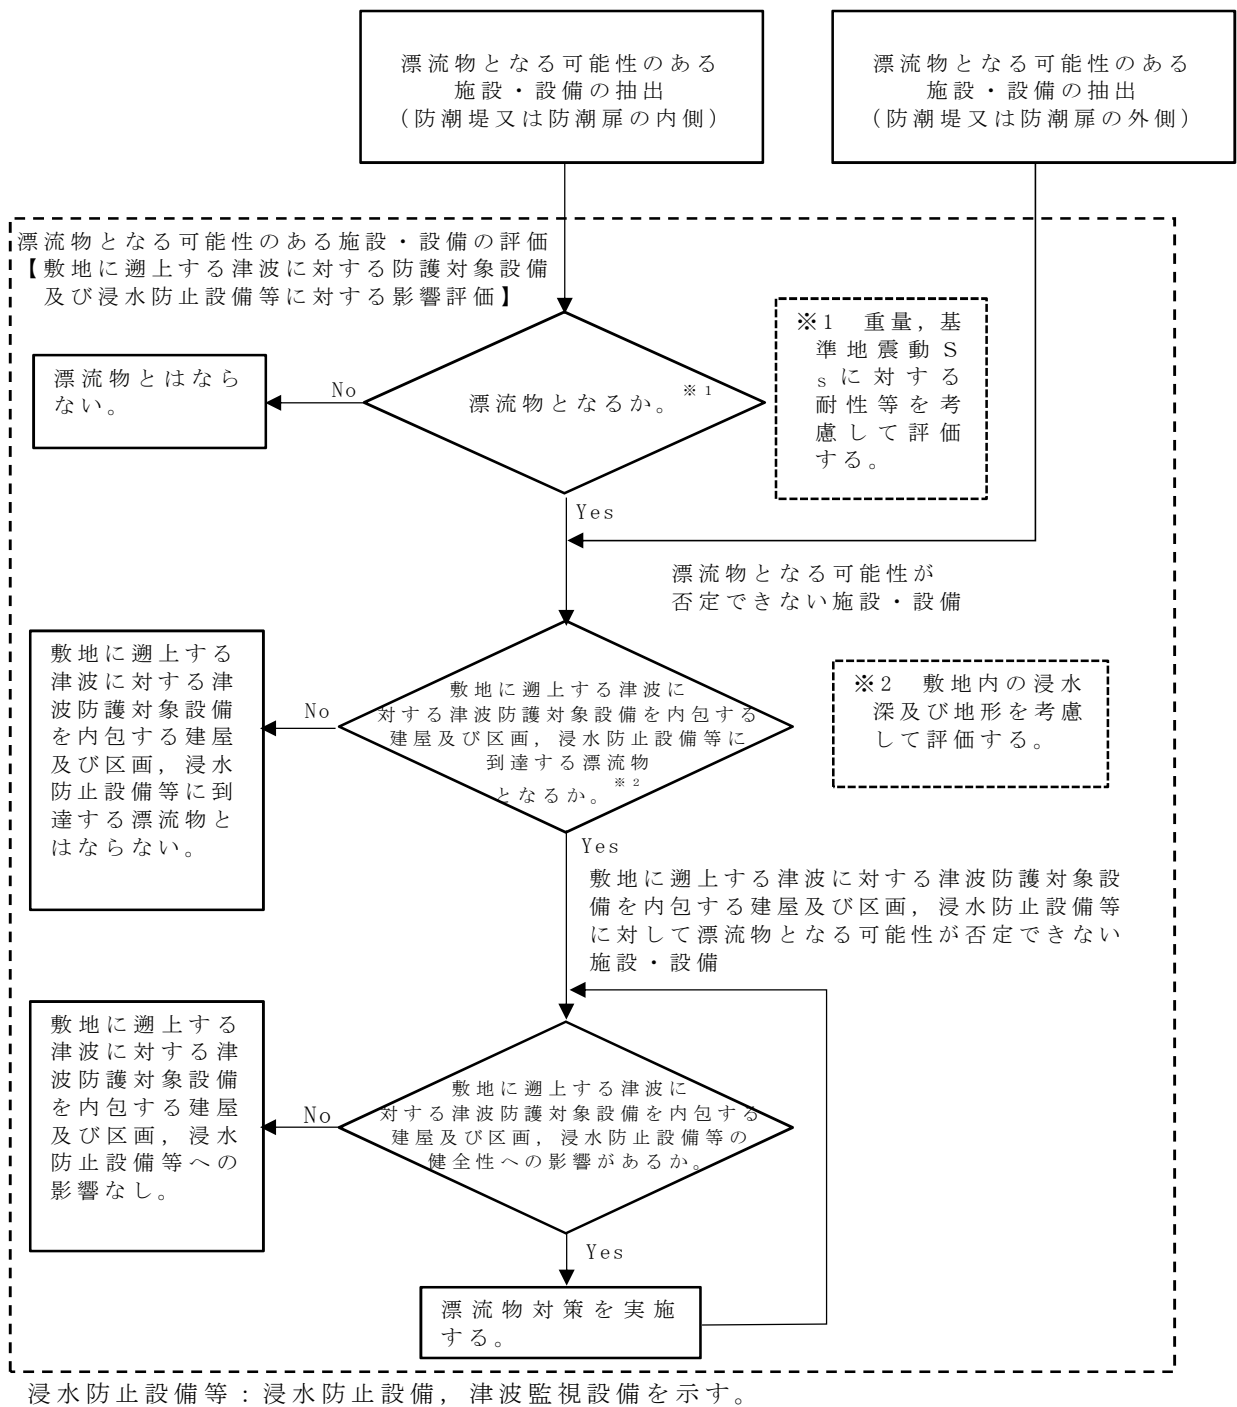 漂流物となる可能性のある
施設・設備の抽出
(防潮堤又は防潮扉の内側)
漂流物となる可能性のある
施設・設備の抽出
(防潮堤又は防潮扉の外側)
漂流物となる可能性のある施設・設備の評価
【敷地に遡上する津波に対する防護対象設備
及び浸水防止設備等に対する影響評価】
※1 重量，基
準地震動S
sに対する
耐性等を考
慮して評価
する。
漂流物とはなら
ない。
No
漂流物となるか。※1
Yes
漂流物となる可能性が
否定できない施設・設備
敷地に遡上する
津波に対する津
波防護対象設備
を内包する建屋
及び区画，浸水
防止設備等に到
達する漂流物と
はならない。
No
敷地に遡上する津波に
対する津波防護対象設備を内包する
建屋及び区画，浸水防止設備等に
到達する漂流物
となるか。※2
※2 敷地内の浸水
深及び地形を考慮
して評価する。
Yes
敷地に遡上する津波に対する津波防護対象設
備を内包する建屋及び区画，浸水防止設備等
に対して漂流物となる可能性が否定できない
施設・設備
敷地に遡上する
津波に対する津
波防護対象設備
を内包する建屋
及び区画，浸水
防止設備等への
影響なし。
No
敷地に遡上する津波に
対する津波防護対象設備を内包する
建屋及び区画，浸水防止設備等の
健全性への影響があるか。
Yes
漂流物対策を実施
する。
浸水防止設備等：浸水防止設備，津波監視設備を示す。